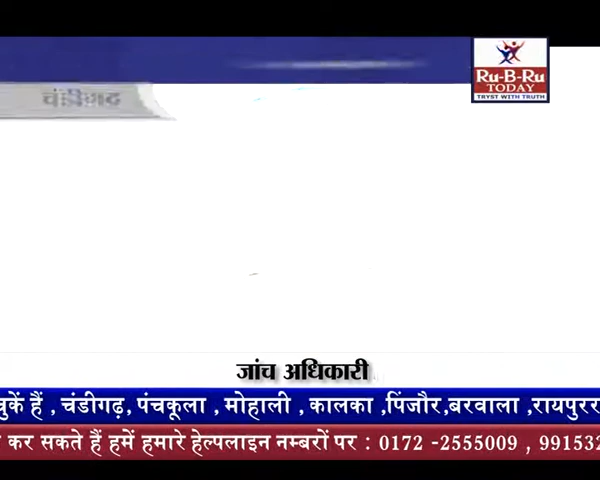 Ru-B-Ru
TODAY
TRYST WITH TRUTH
चंडीगढ़
जांच अधिकारी
चुकें हैं , चंडीगढ़, पंचकूला , मोहाली , कालका ,पिंजौर,बरवाला ,रायपुरर
कर सकते हैं हमें हमारे हेल्पलाइन नम्बरों पर : 0172 -2555009 , 991532